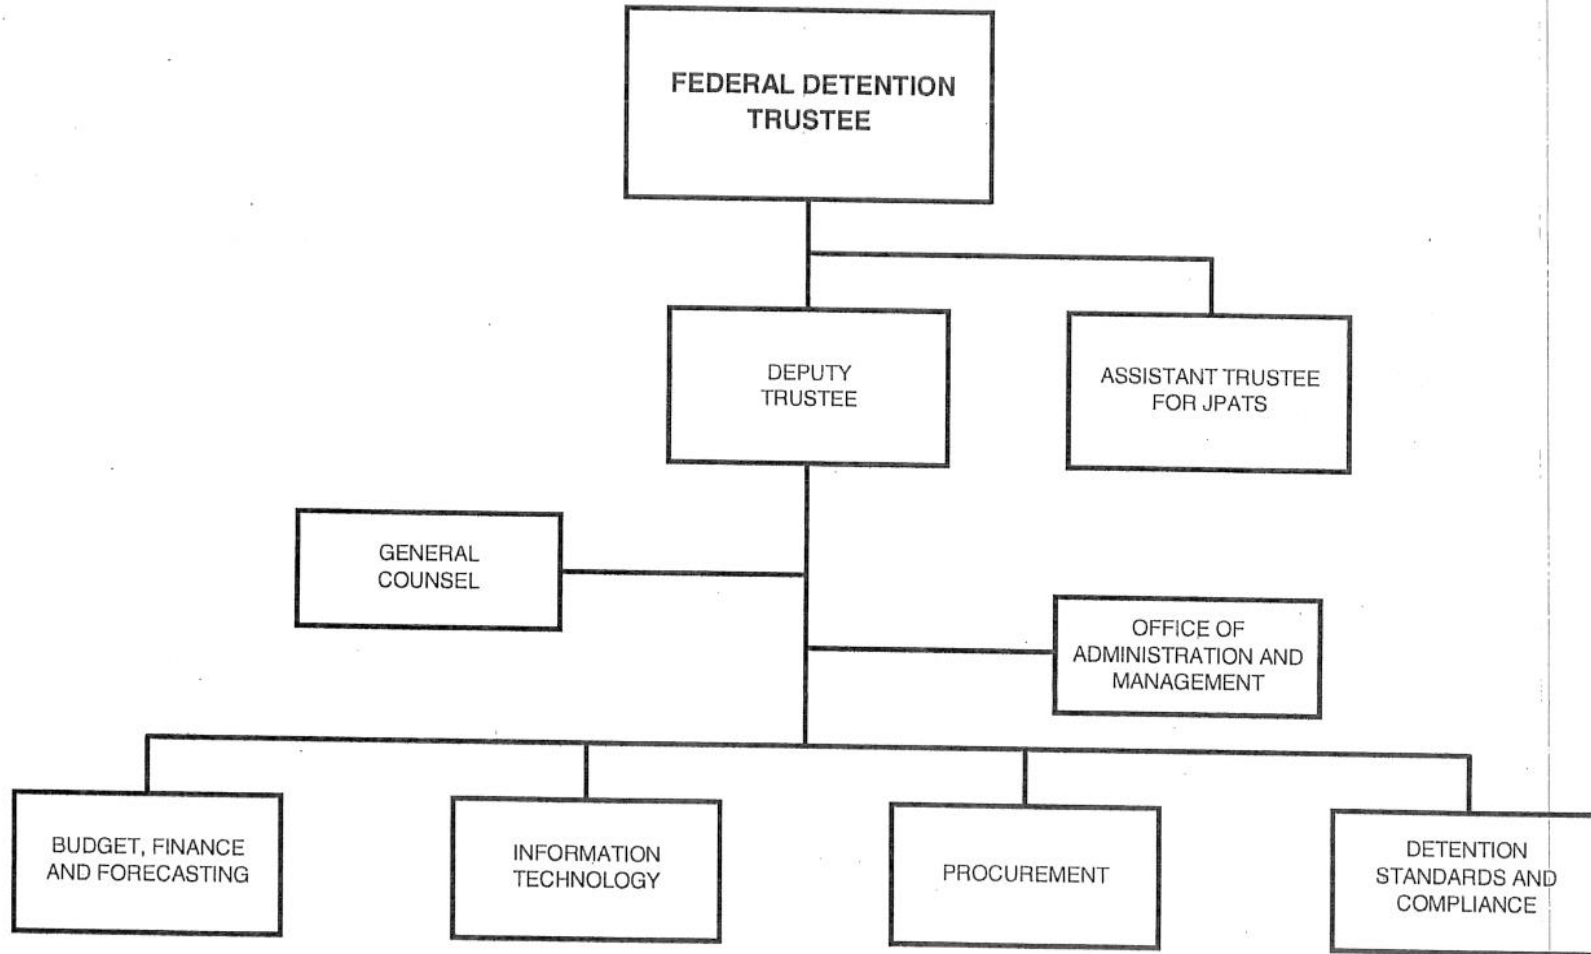 FEDERAL DETENTION
TRUSTEE
DEPUTY
TRUSTEE
ASSISTANT TRUSTEE
FOR JPATS
GENERAL
COUNSEL
OFFICE OF
ADMINISTRATION AND
MANAGEMENT
BUDGET, FINANCE
AND FORECASTING
INFORMATION
TECHNOLOGY
PROCUREMENT
DETENTION
STANDARDS AND
COMPLIANCE